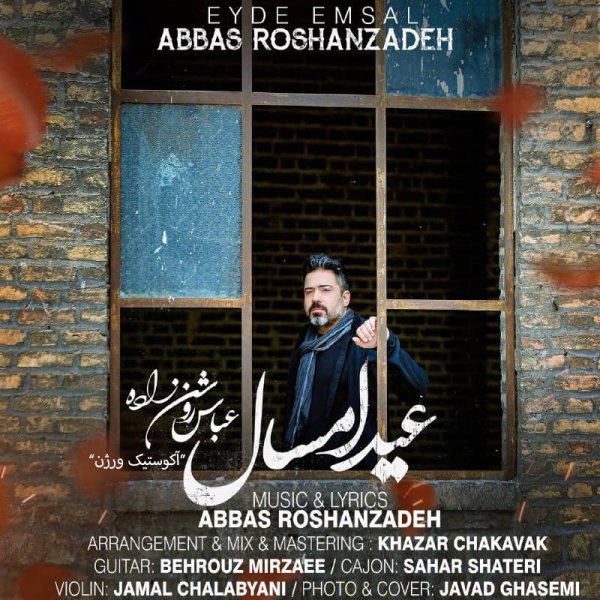 EYDE EMSAL
ABBAS ROSHANZADEH
عباس روشن زاده
عید امسال
"آکوستیک ورژن"
MUSIC & LYRICS
ABBAS ROSHANZADEH
ARRANGEMENT & MIX & MASTERING : KHAZAR CHAKAVAK
GUITAR: BEHROUZ MIRZAEE / CAJON: SAHAR SHATERI
VIOLIN: JAMAL CHALABYANI / PHOTO & COVER: JAVAD GHASEMI